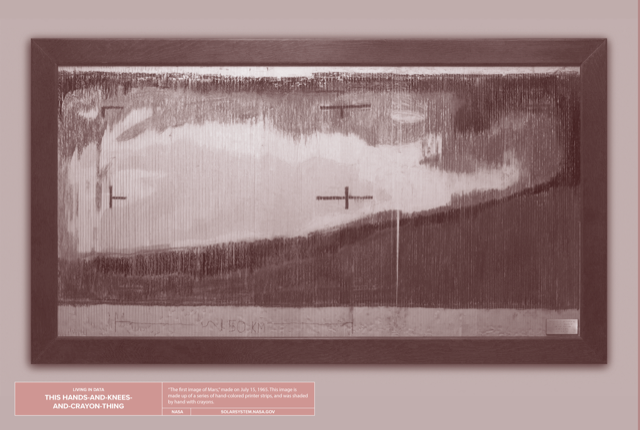 LIVING IN DATA
THIS HANDS-AND-KNEES-
AND-CRAYON-THING
"The first image of Mars," made on July 15, 1965. This image is
made up of a series of hand-colored printer strips, and was shaded
by hand with crayons.
NASA
SOLARSYSTEM.NASA.GOV